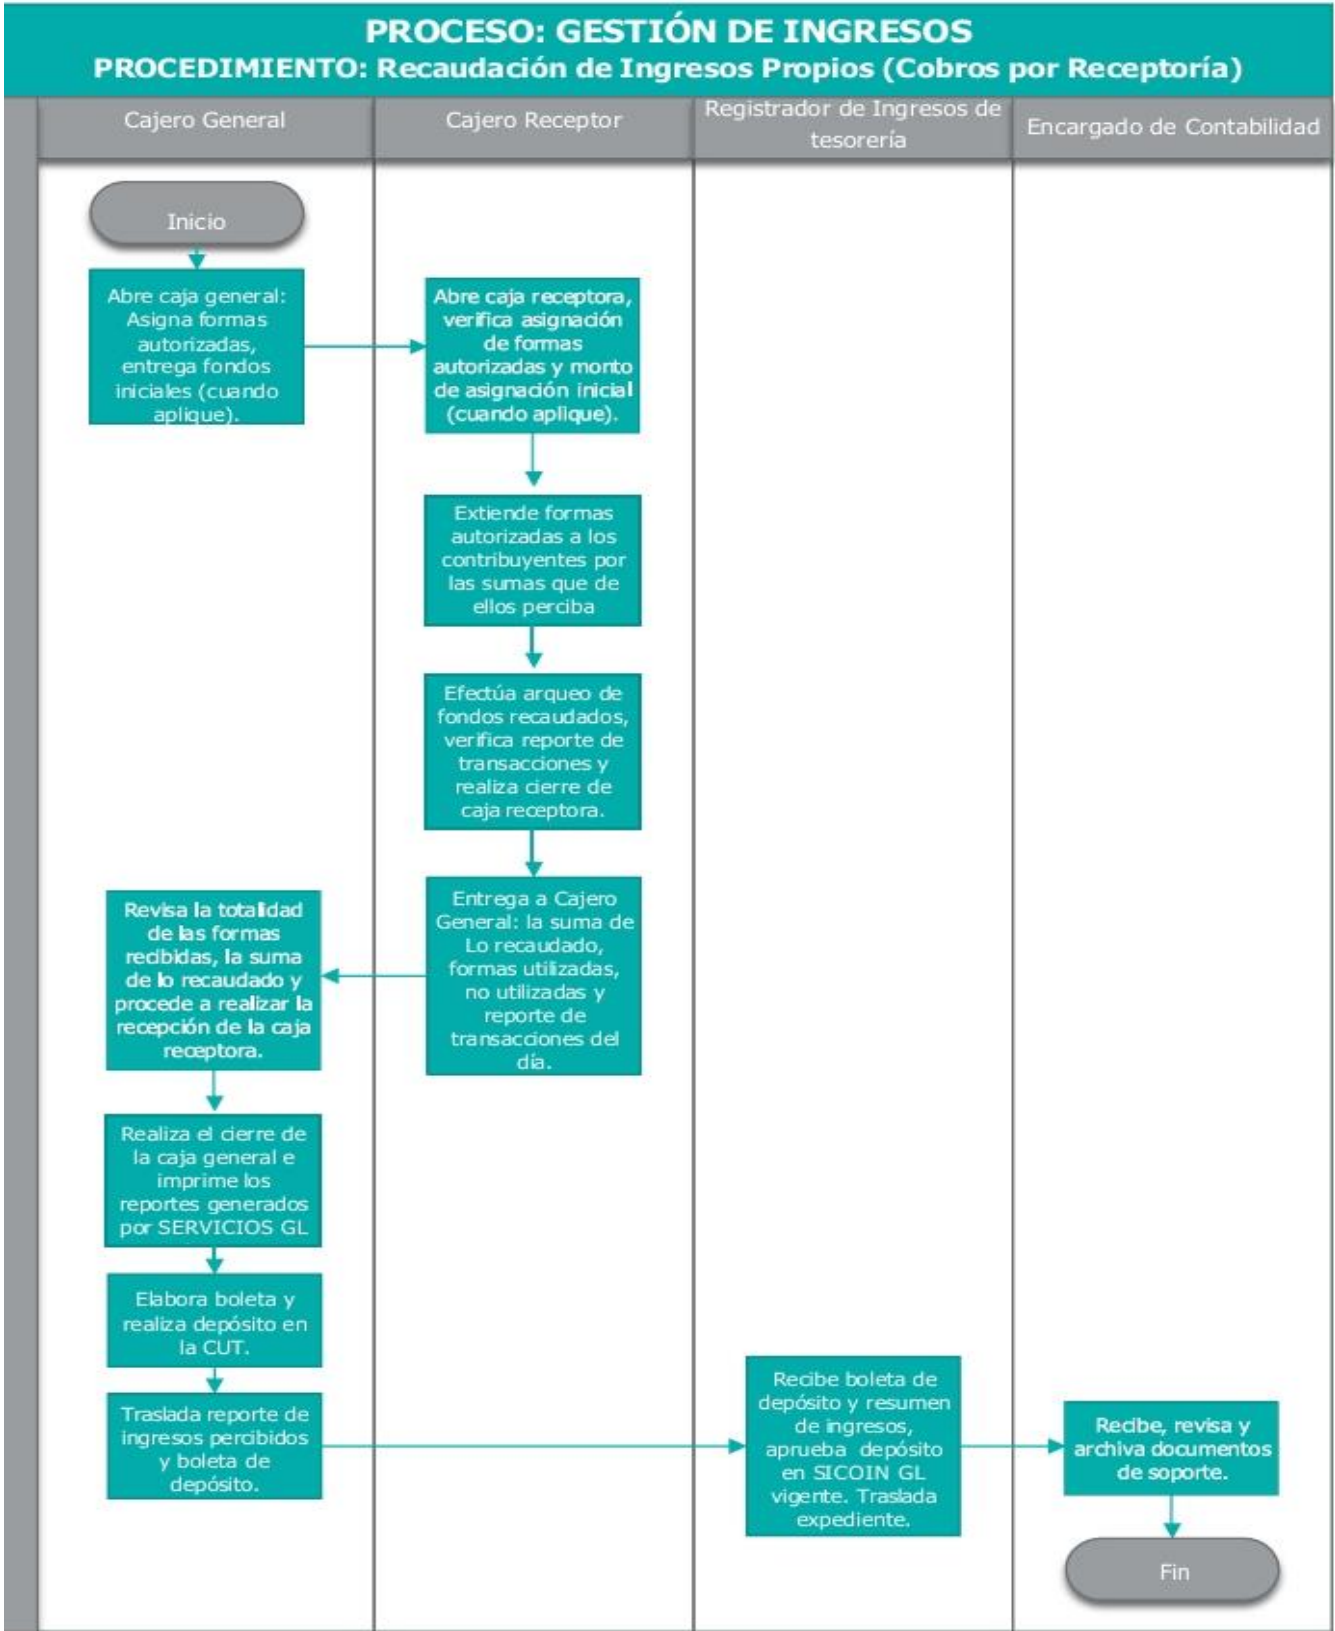 PROCESO: GESTIÓN DE INGRESOS
PROCEDIMIENTO: Recaudación de Ingresos Propios (Cobros por Receptoría)
Cajero General
Cajero Receptor
Registrador de Ingresos de
tesorería
Encargado de Contabilidad
Inicio
Abre caja general:
Asigna formas
autorizadas,
entrega fondos
iniciales (cuando
aplique).
Abre caja receptora,
verifica asignación
de formas
autorizadas y monto
de asignación inicial
(cuando aplique).
Extiende formas
autorizadas a los
contribuyentes por
las sumas que de
ellos perciba
Efectúa arqueo de
fondos recaudados,
verifica reporte de
transacciones y
realiza cierre de
caja receptora.
Entrega a Cajero
General: la suma de
Lo recaudado,
formas utilizadas,
no utilizadas y
reporte de
transacciones del
día.
Revisa la totalidad
de las formas
recibidas, la suma
de lo recaudado y
procede a realizar la
recepción de la caja
receptora.
Realiza el cierre de
la caja general e
imprime los
reportes generados
por SERVICIOS GL
Elabora boleta y
realiza depósito en
la CUT.
Traslada reporte de
ingresos percibidos
y boleta de
depósito.
Recibe boleta de
depósito y resumen
de ingresos,
aprueba depósito
en SICOIN GL
vigente. Traslada
expediente.
Recibe, revisa y
archiva documentos
de soporte.
Fin